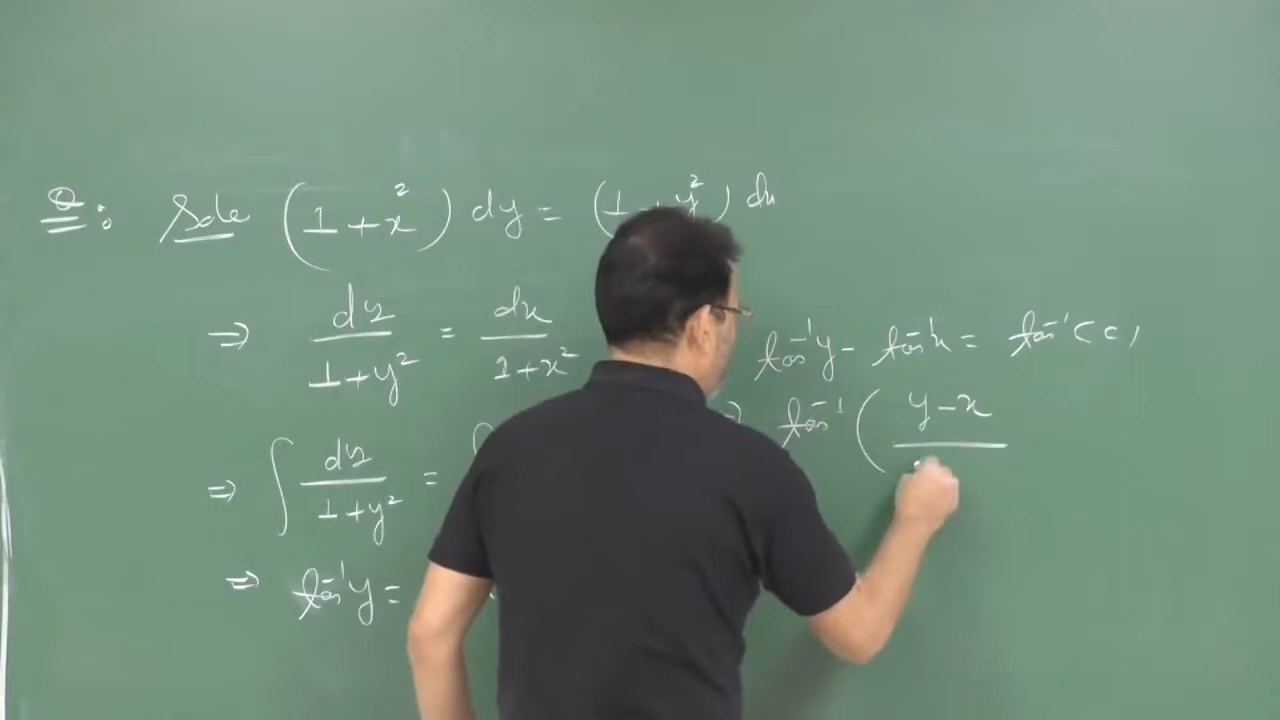 Q: Solve (1+x²) dy = (1+y²) dx
⇒ dy/1+y² = dx/1+x²
⇒ ∫ dy/1+y² =
⇒ tan⁻¹y =
tan⁻¹y - tan⁻¹x = tan⁻¹(c)
⇒ tan⁻¹( y-x